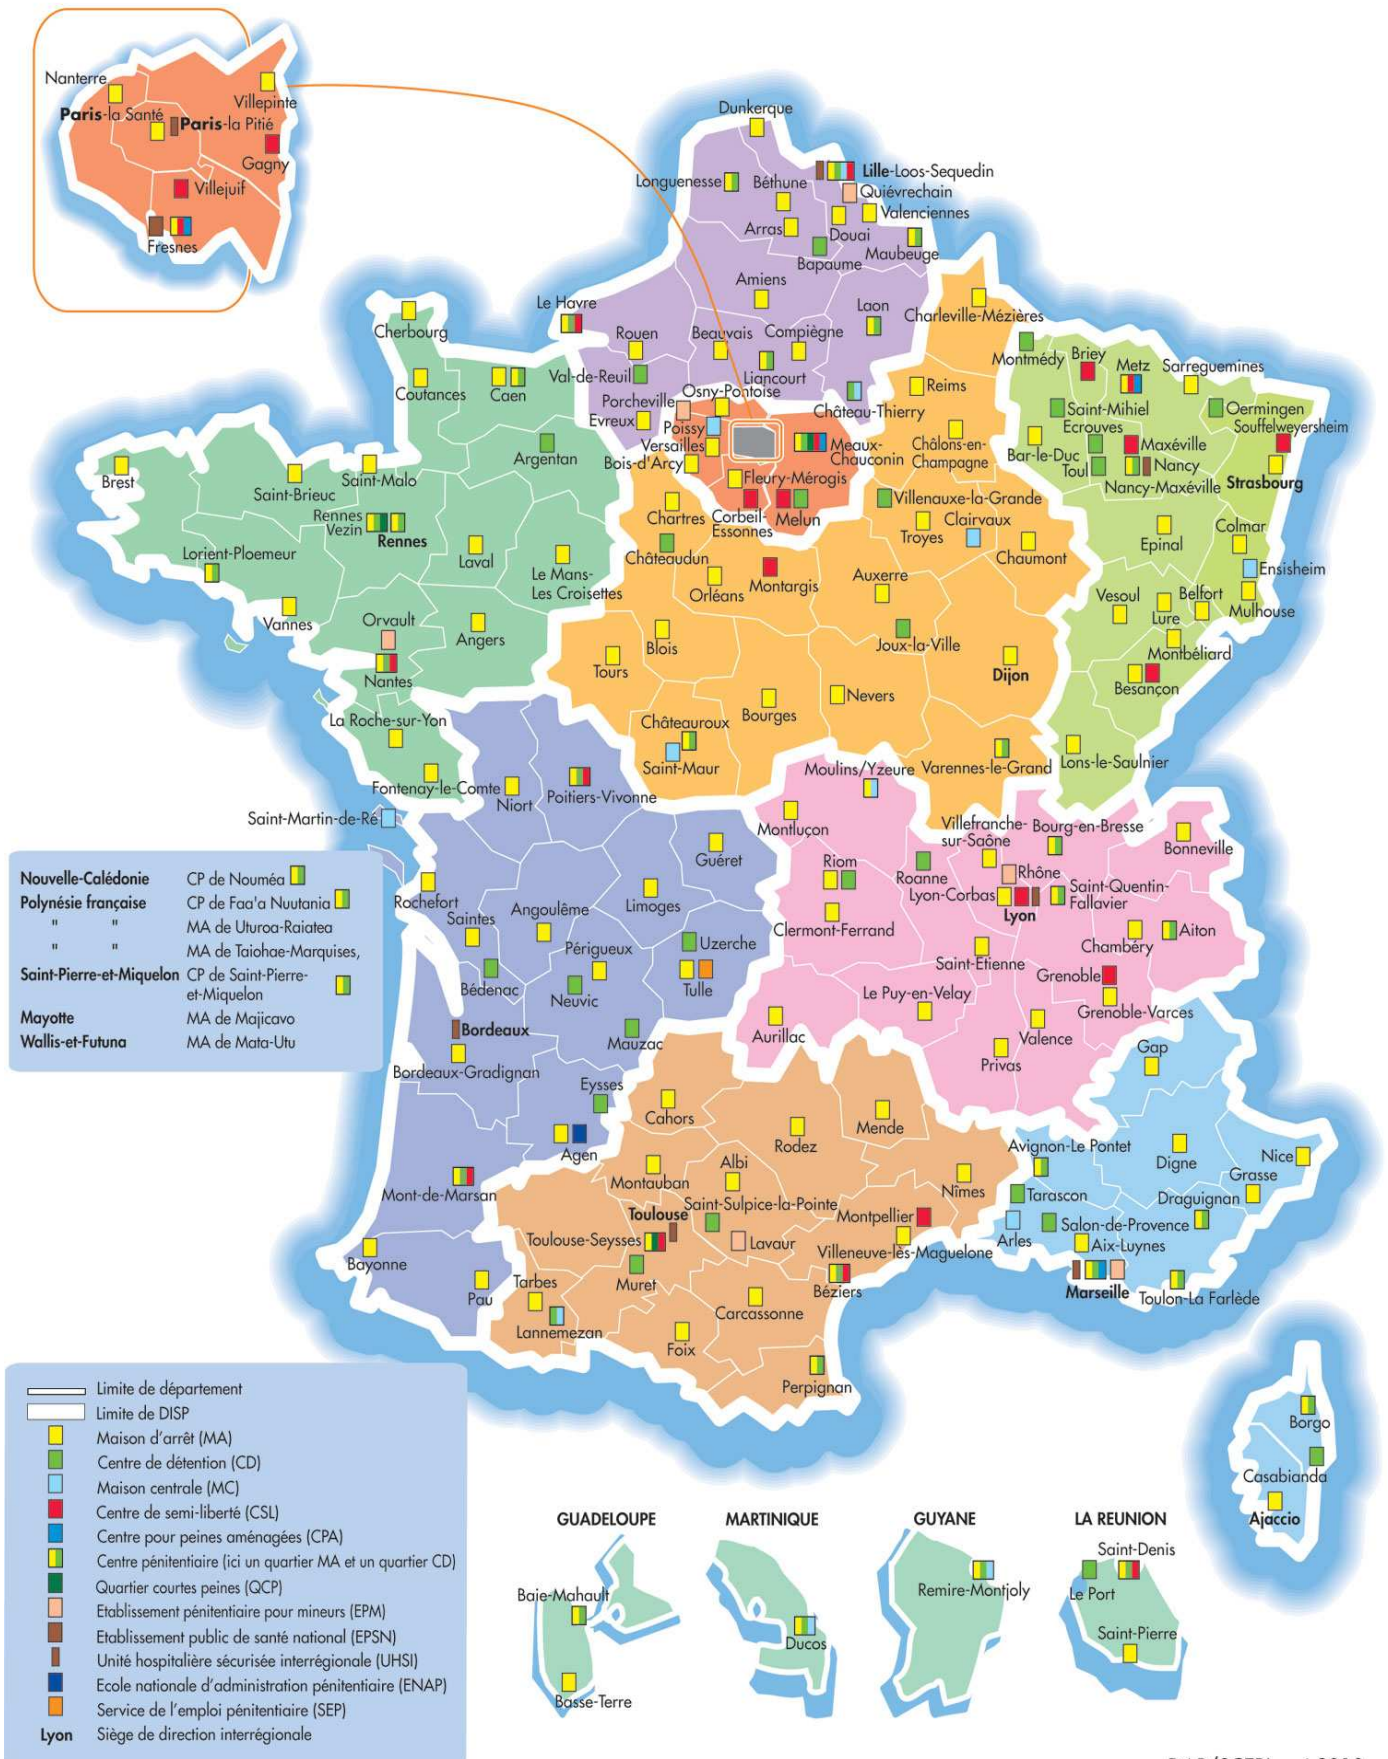 Nanterre
Villepinte
Paris-la Santé
Paris-la Pitié
Gagny
Villejuif
Fresnes
Dunkerque
Lille-Loos-Sequedin
Longuenesse
Béthune
Quiévrechain
Valenciennes
Arras
Douai
Bapaume
Maubeuge
Amiens
Laon
Charleville-Mézières
Le Havre
Cherbourg
Rouen
Beauvais
Compiègne
Liancourt
Val-de-Reuil
Coutances
Caen
Osny-Pontoise
Porcheville
Château-Thierry
Evreux
Poissy
Versailles
Bois-d'Arcy
Meaux-
Chauconin
Fleury-Mérogis
Corbeil-
Essonnes
Melun
Reims
Châlons-en-
Champagne
Montmédy
Briey
Metz
Sarreguemines
Saint-Mihiel
Ecrouves
Oermingen
Souffelweyersheim
Bar-le-Duc
Maxéville
Toul
Nancy
Nancy-Maxéville
Strasbourg
Argentan
Brest
Saint-Brieuc
Saint-Malo
Rennes
Vezin
Rennes
Lorient-Ploemeur
Laval
Le Mans-
Les Croisettes
Vannes
Orvault
Angers
Nantes
La Roche-sur-Yon
Fontenay-le-Comte
Chartres
Châteaudun
Orléans
Montargis
Villenauxe-la-Grande
Troyes
Clairvaux
Chaumont
Auxerre
Joux-la-Ville
Blois
Tours
Dijon
Bourges
Nevers
Châteauroux
Saint-Maur
Varennes-le-Grand
Epinal
Colmar
Ensisheim
Vesoul
Lure
Belfort
Mulhouse
Montbéliard
Besançon
Lons-le-Saulnier
Niort
Poitiers-Vivonne
Saint-Martin-de-Ré
Guéret
Rochefort
Saintes
Angoulême
Limoges
Périgueux
Uzerche
Bédenac
Neuvic
Tulle
Mauzac
Bordeaux
Bordeaux-Gradignan
Eysses
Agen
Mont-de-Marsan
Bayonne
Pau
Moulins/Yzeure
Montluçon
Villefranche-
sur-Saône
Bourg-en-Bresse
Bonneville
Riom
Roanne
Rhône
Lyon-Corbas
Lyon
Saint-Quentin-
Fallavier
Clermont-Ferrand
Chambéry
Aiton
Saint-Etienne
Grenoble
Le Puy-en-Velay
Grenoble-Varces
Aurillac
Valence
Privas
Gap
Cahors
Rodez
Mende
Montauban
Albi
Nîmes
Saint-Sulpice-la-Pointe
Toulouse
Toulouse-Seysses
Lavaur
Montpellier
Villeneuve-lès-Maguelone
Muret
Béziers
Tarbes
Lannemezan
Carcassonne
Foix
Perpignan
Avignon-Le Pontet
Digne
Nice
Grasse
Tarascon
Draguignan
Arles
Salon-de-Provence
Aix-Luynes
Marseille
Toulon-La Farlède
Borgo
Casabianda
Ajaccio
Nouvelle-Calédonie CP de Nouméa
Polynésie française CP de Faa'a Nuutania
" " MA de Uturoa-Raiatea
" " MA de Taiohae-Marquises,
Saint-Pierre-et-Miquelon CP de Saint-Pierre-
et-Miquelon
Mayotte MA de Majicavo
Wallis-et-Futuna MA de Mata-Utu
Limite de département
Limite de DISP
Maison d'arrêt (MA)
Centre de détention (CD)
Maison centrale (MC)
Centre de semi-liberté (CSL)
Centre pour peines aménagées (CPA)
Centre pénitentiaire (ici un quartier MA et un quartier CD)
Quartier courtes peines (QCP)
Etablissement pénitentiaire pour mineurs (EPM)
Etablissement public de santé national (EPSN)
Unité hospitalière sécurisée interrégionale (UHSI)
Ecole nationale d'administration pénitentiaire (ENAP)
Service de l'emploi pénitentiaire (SEP)
Lyon Siège de direction interrégionale
GUADELOUPE
Baie-Mahault
Basse-Terre
MARTINIQUE
Ducos
GUYANE
Remire-Montjoly
LA REUNION
Saint-Denis
Le Port
Saint-Pierre